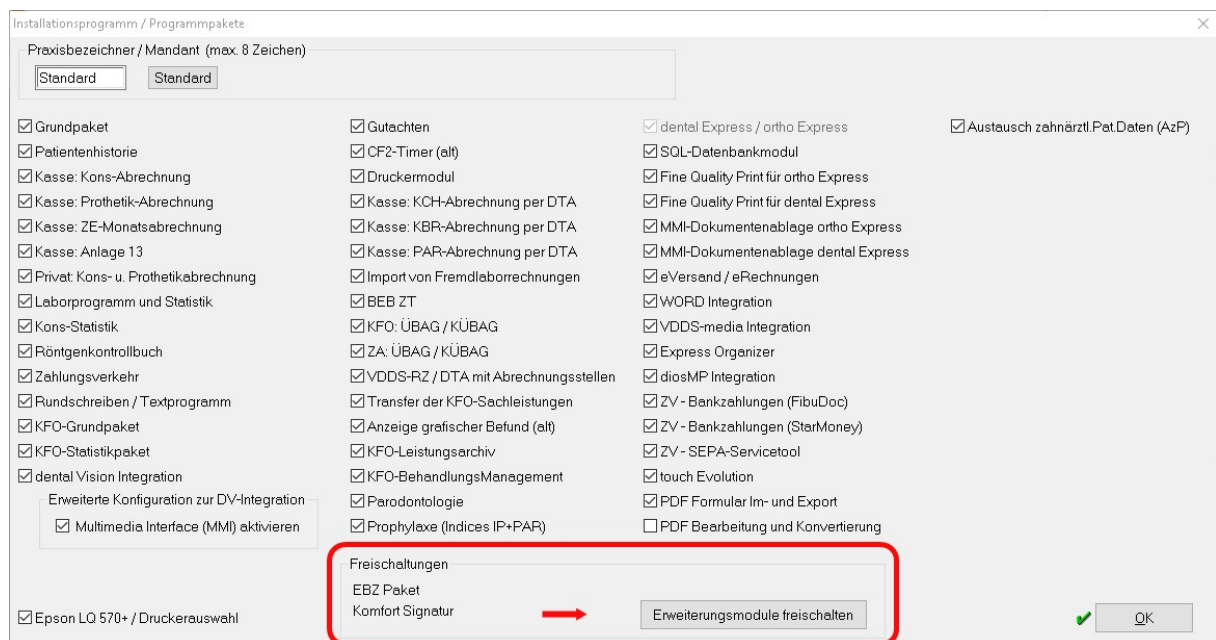 Installationsprogramm / Programmpakete
Praxisbezeichner / Mandant (max. 8 Zeichen)
Standard
Standard
Grundpaket
Patientenhistorie
Kasse: Kons-Abrechnung
Kasse: Prothetik-Abrechnung
Kasse: ZE-Monatsabrechnung
Kasse: Anlage 13
Privat: Kons- u. Prothetikabrechnung
Laborprogramm und Statistik
Kons-Statistik
Röntgenkontrollbuch
Zahlungsverkehr
Rundschreiben / Textprogramm
KFO-Grundpaket
KFO-Statistikpaket
dental Vision Integration
Erweiterte Konfiguration zur DV-Integration
Multimedia Interface (MMI) aktivieren
Epson LQ 570+ / Druckerauswahl
Gutachten
CF2-Timer (alt)
Druckermodul
Kasse: KCH-Abrechnung per DTA
Kasse: KBR-Abrechnung per DTA
Kasse: PAR-Abrechnung per DTA
Import von Fremdlaborrechnungen
BEB ZT
KFO: ÜBAG / KÜBAG
ZA: ÜBAG / KÜBAG
VDDS-RZ / DTA mit Abrechnungsstellen
Transfer der KFO-Sachleistungen
Anzeige grafischer Befund (alt)
KFO-Leistungsarchiv
KFO-BehandlungsManagement
Parodontologie
Prophylaxe (Indices IP+PAR)
dental Express / ortho Express
SQL-Datenbankmodul
Fine Quality Print für ortho Express
Fine Quality Print für dental Express
MMI-Dokumentenablage ortho Express
MMI-Dokumentenablage dental Express
eVersand / eRechnungen
WORD Integration
VDDS-media Integration
Express Organizer
diosMP Integration
ZV - Bankzahlungen (FibuDoc)
ZV - Bankzahlungen (StarMoney)
ZV - SEPA-Servicetool
touch Evolution
PDF Formular Im- und Export
PDF Bearbeitung und Konvertierung
Austausch zahnärztl.Pat.Daten (AzP)
Freischaltungen
EBZ Paket
Komfort Signatur
Erweiterungsmodule freischalten
OK